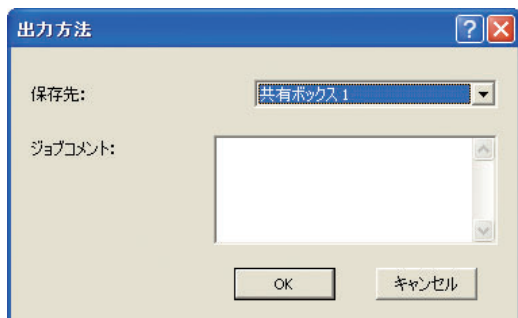 出力方法
保存先:
共有ボックス 1
ジョブコメント:
OK
キャンセル